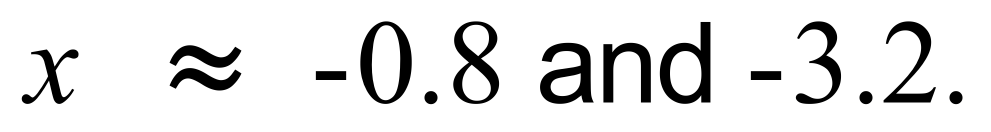 x ≈ -0.8 and -3.2.